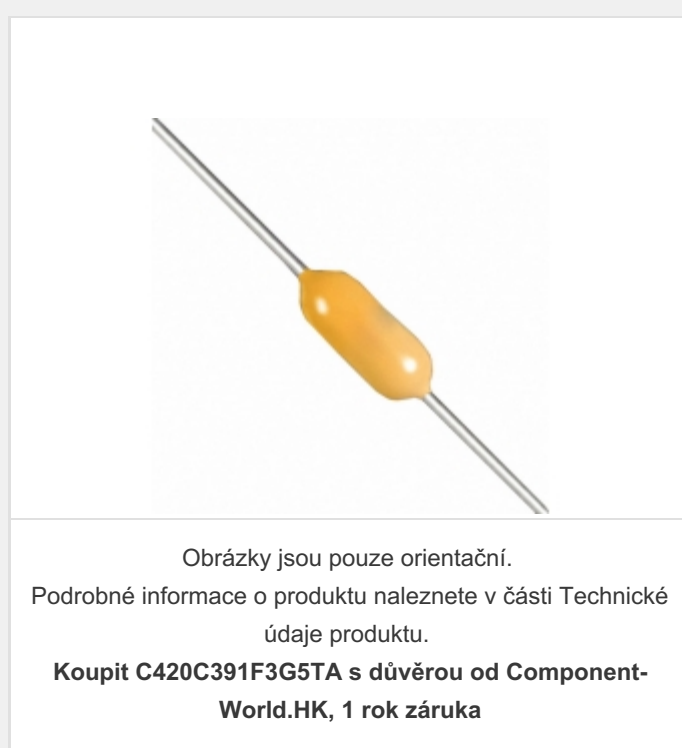 Obrázky jsou pouze orientační.
Podrobné informace o produktu naleznete v části Technické
údaje produktu.
Koupit C420C391F3G5TA s důvěrou od Component-
World.HK, 1 rok záruka